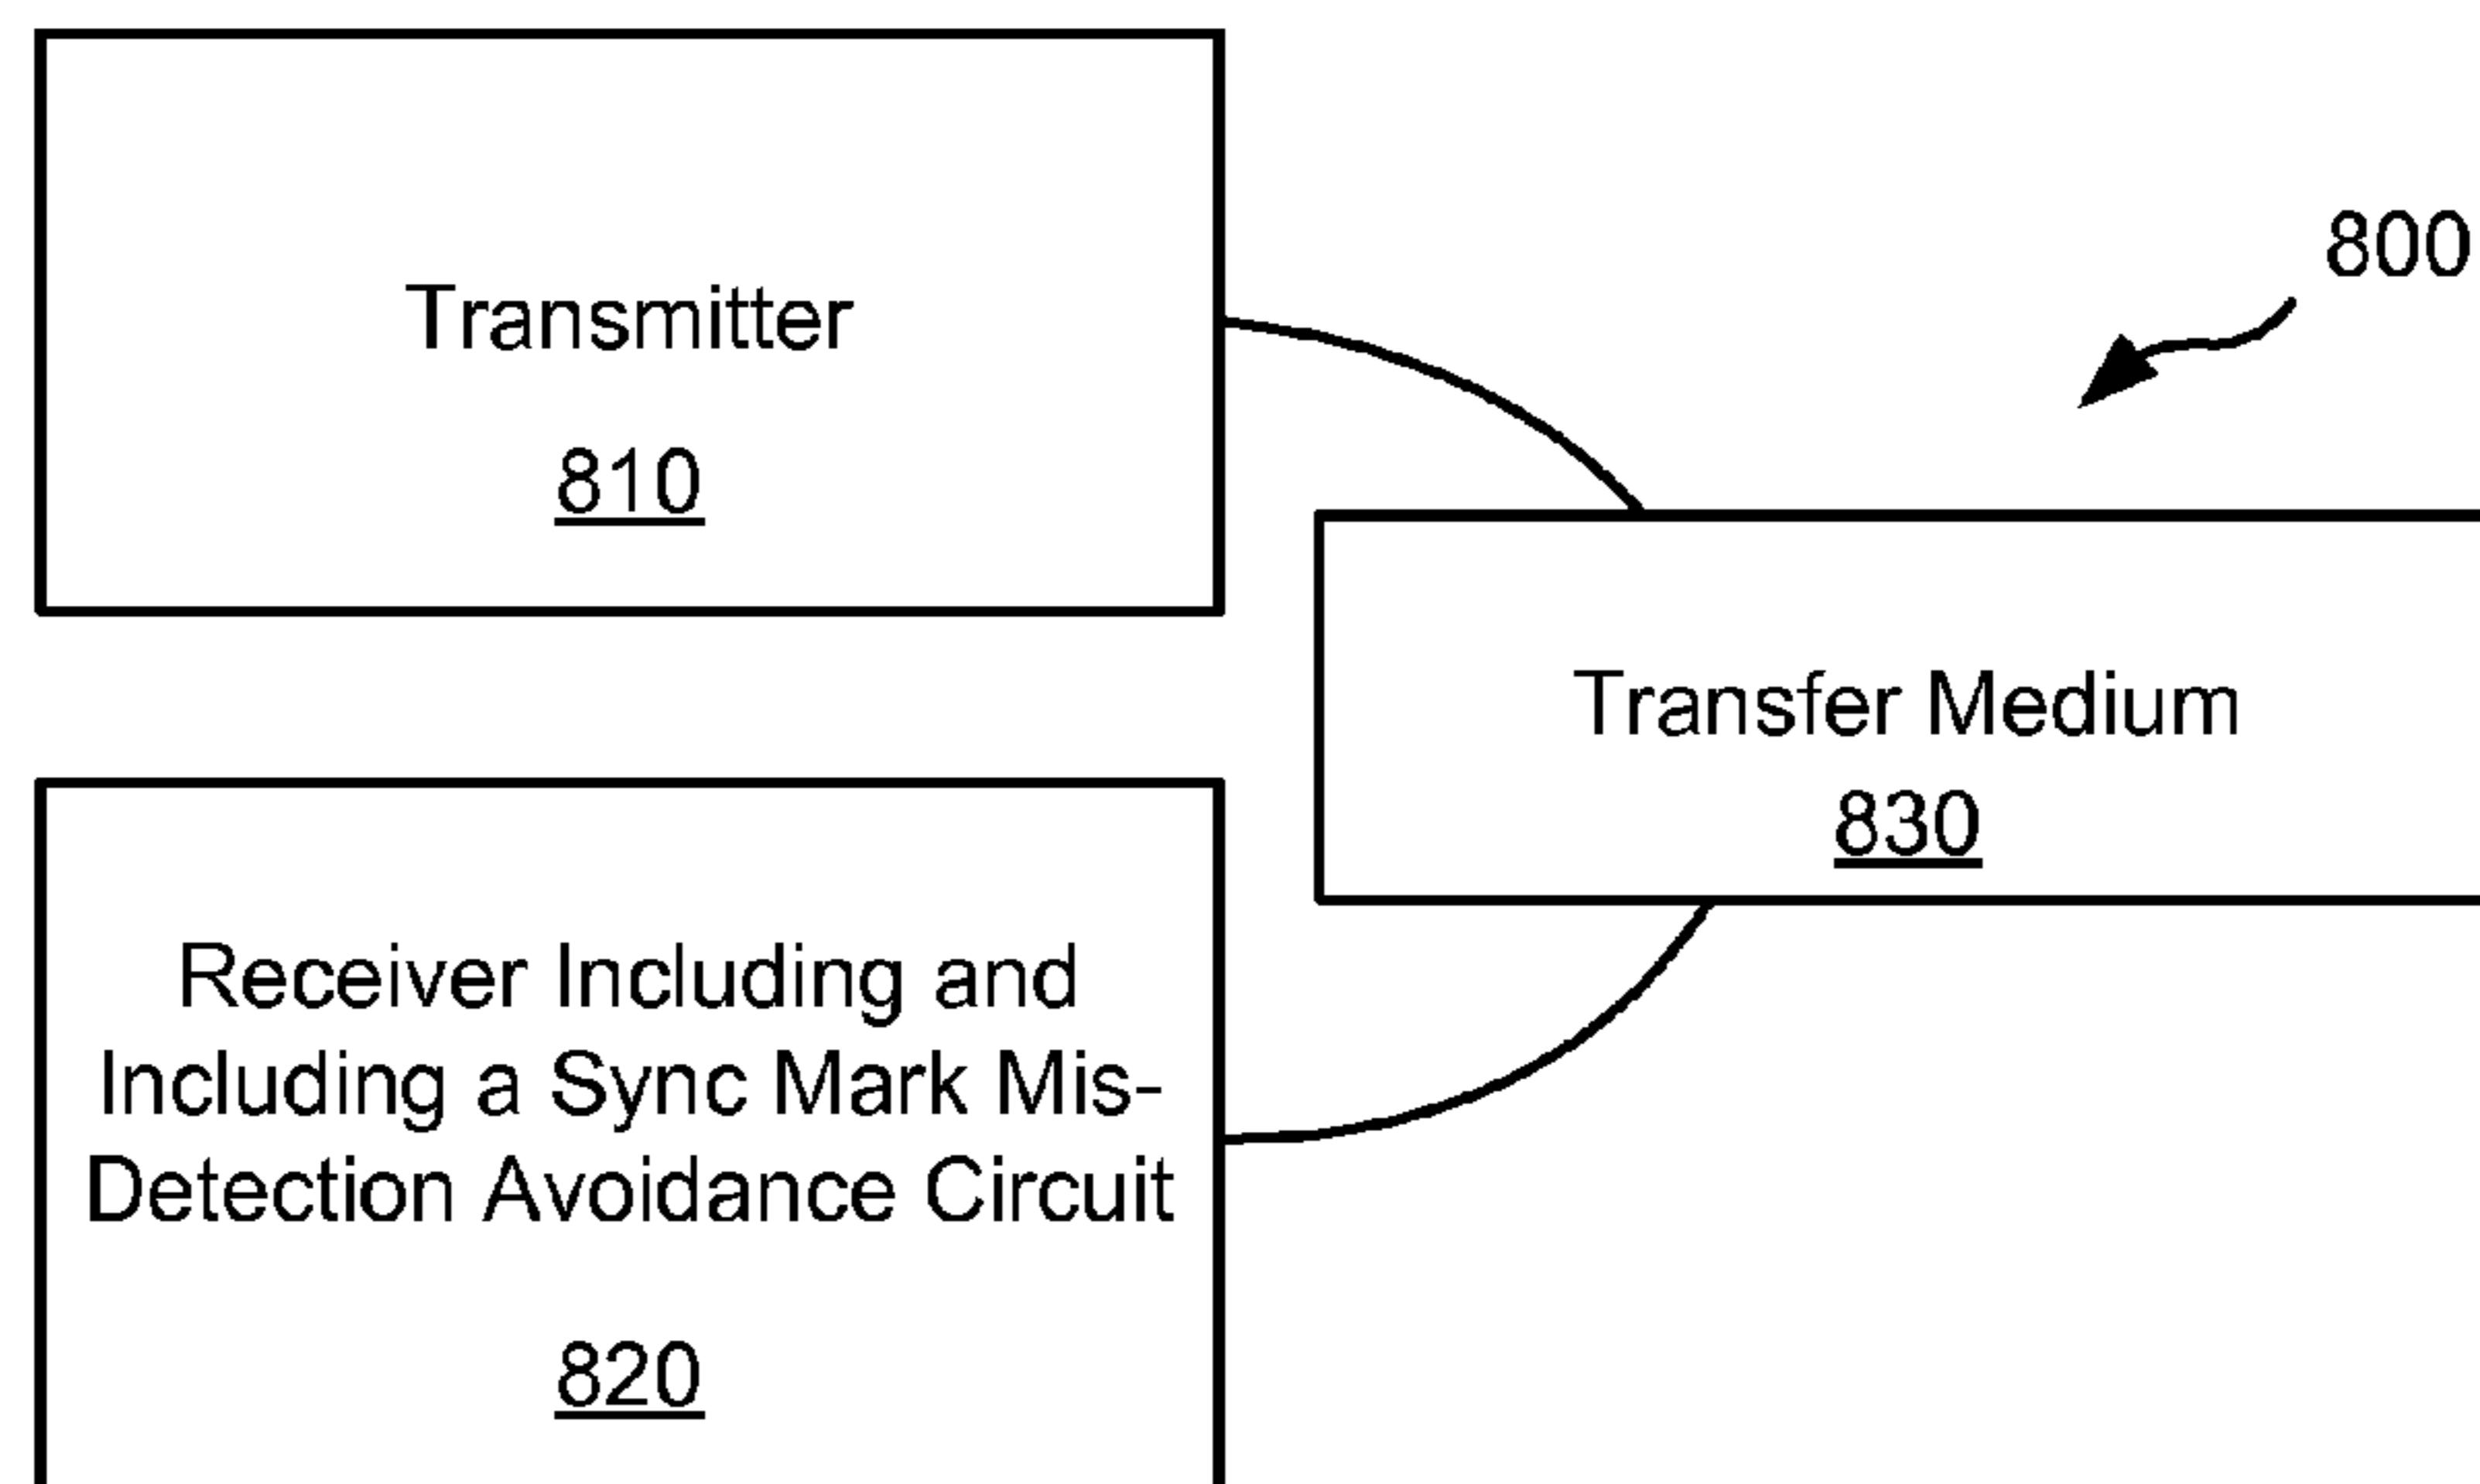 Transmitter
810
800
Transfer Medium
830
Receiver Including and
Including a Sync Mark Mis-
Detection Avoidance Circuit
820